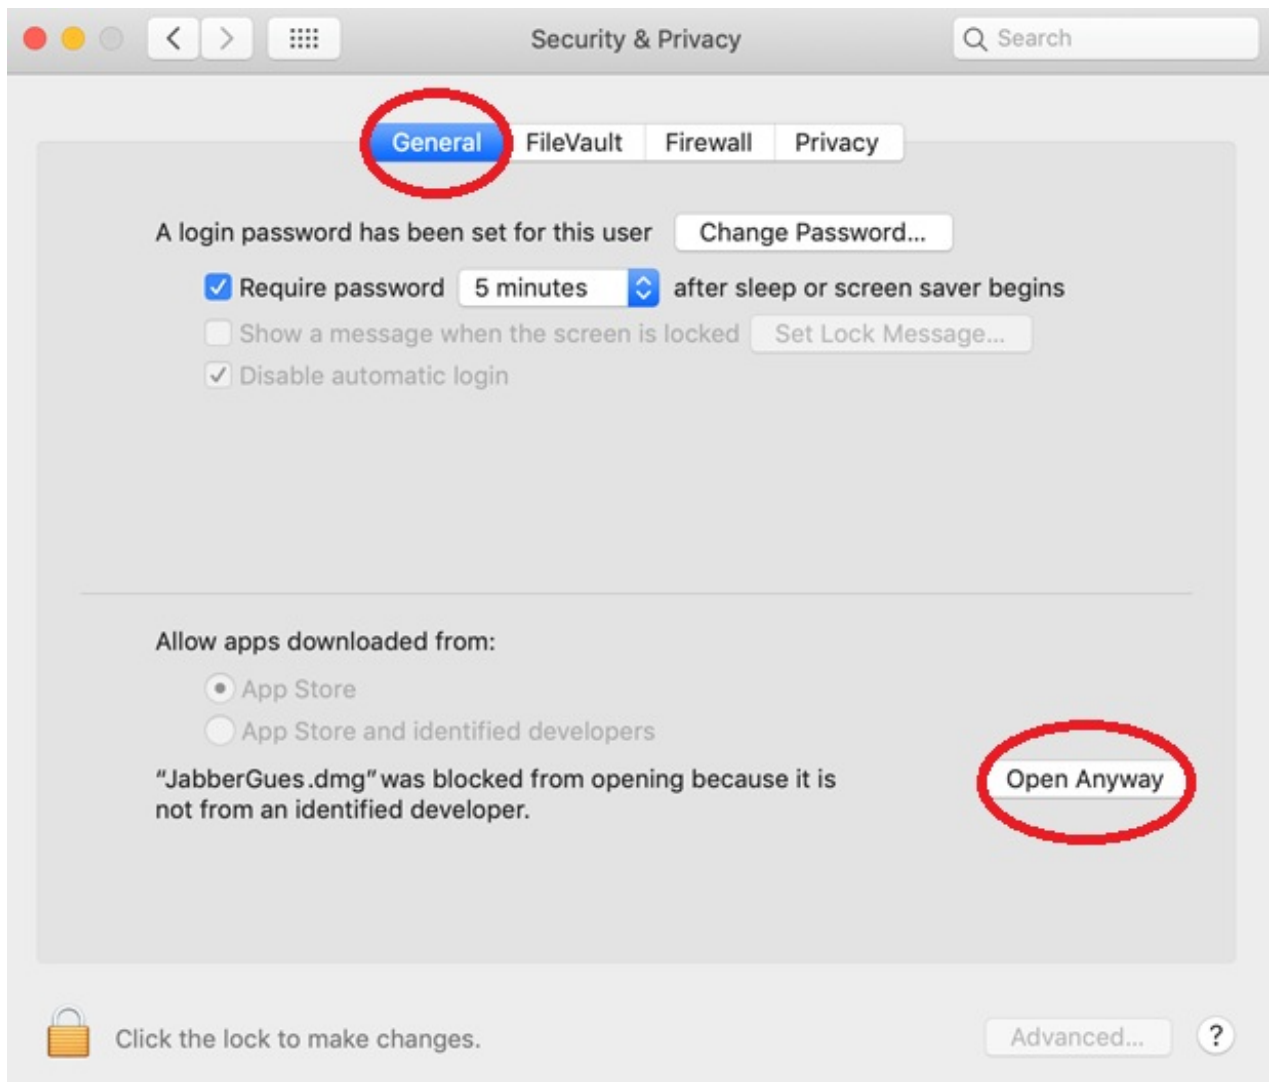 Security & Privacy
Search
General
FileVault
Firewall
Privacy
A login password has been set for this user
Change Password...
Require password
5 minutes
after sleep or screen saver begins
Show a message when the screen is locked
Set Lock Message...
Disable automatic login
Allow apps downloaded from:
App Store
App Store and identified developers
“JabberGues.dmg” was blocked from opening because it is
not from an identified developer.
Open Anyway
Click the lock to make changes.
Advanced...
?